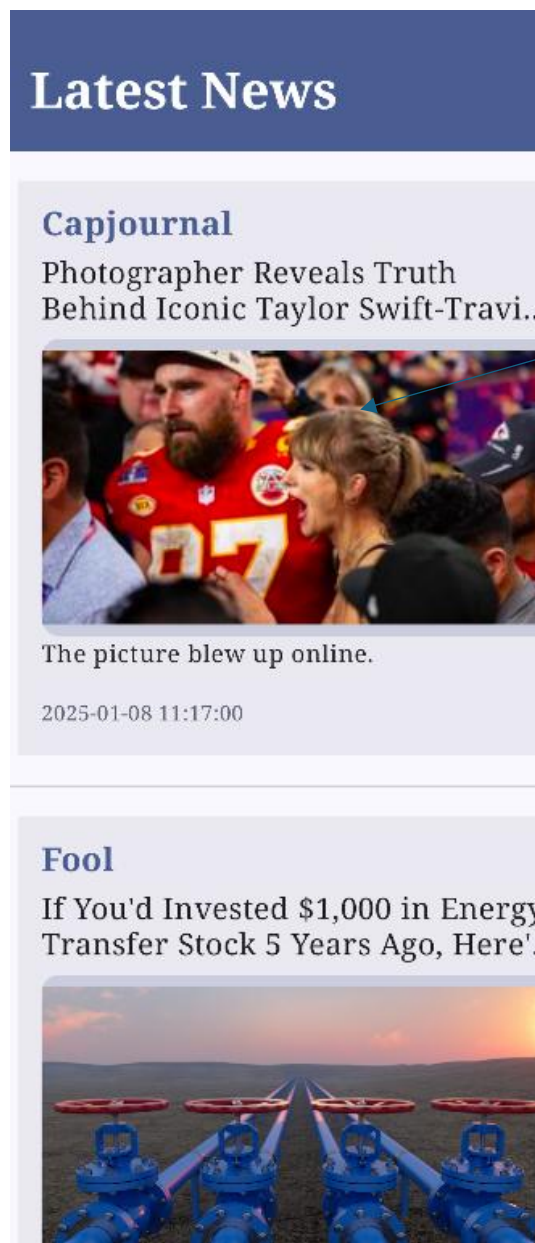 Latest News
Capjournal
Photographer Reveals Truth
Behind Iconic Taylor Swift-Travi..
87
The picture blew up online.
2025-01-08 11:17:00
Fool
If You'd Invested $1,000 in Energy
Transfer Stock 5 Years Ago, Here'.